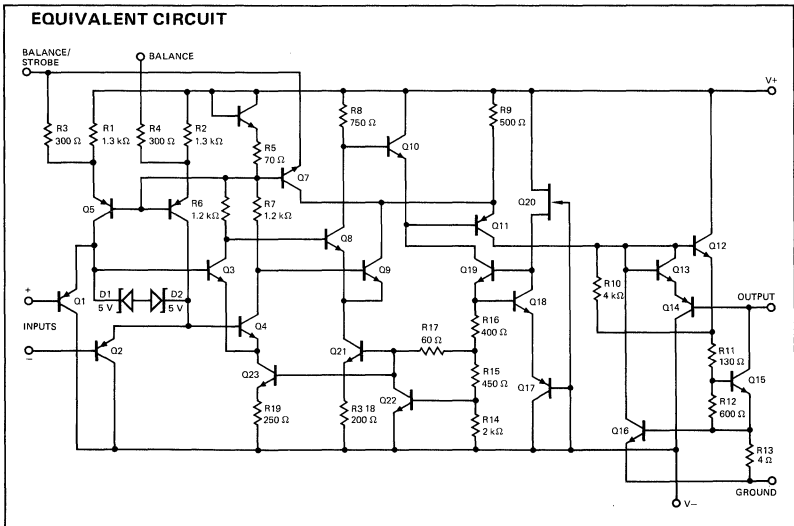 EQUIVALENT CIRCUIT
BALANCE/
STROBE
BALANCE
V+
R3
300 Ω
R1
1.3 kΩ
R4
300 Ω
R2
1.3 kΩ
R5
70 Ω
R8
750 Ω
R9
500 Ω
Q10
Q7
Q20
Q5
R6
1.2 kΩ
R7
1.2 kΩ
Q11
Q8
Q12
Q3
Q9
Q19
Q13
R10
4 kΩ
Q18
Q14
OUTPUT
+
Q1
D1
5 V
D2
5 V
INPUTS
Q4
R16
400 Ω
R17
60 Ω
R11
130 Ω
−
Q2
Q21
Q15
Q23
R15
450 Ω
Q17
R12
600 Ω
Q22
R19
250 Ω
R3 18
200 Ω
R14
2 kΩ
Q16
R13
4 Ω
GROUND
V−